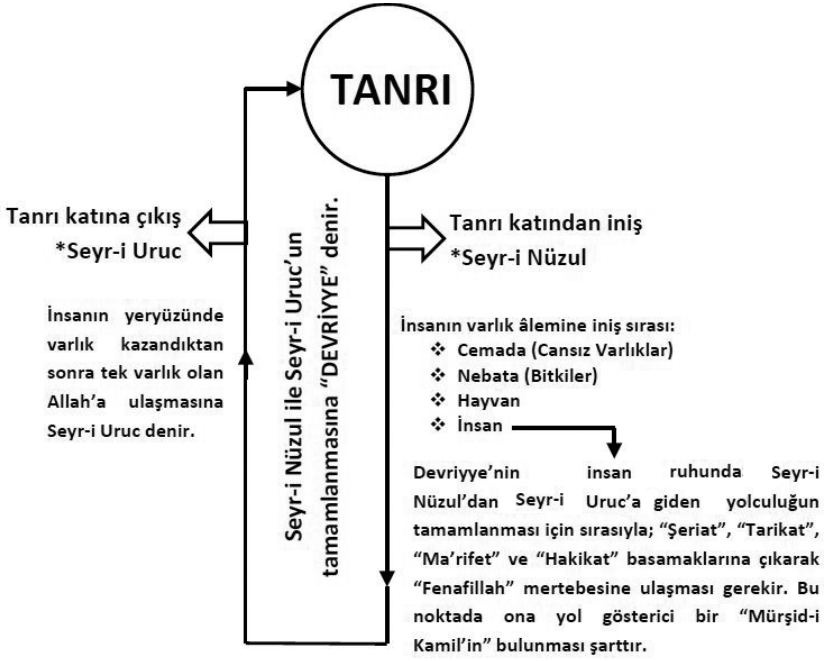 TANRI
Tanrı katına çıkış
*Seyr-i Uruc
İnsanın yeryüzünde
varlık kazandıktan
sonra tek varlık olan
Allah’a ulaşmasına
Seyr-i Uruc denir.
Seyr-i Nüzul ile Seyr-i Uruc’un
tamamlanmasına “DEVRİYYE” denir.
Tanrı katından iniş
*Seyr-i Nüzul
İnsanın varlık âlemine iniş sırası:
❖ Cemada (Cansız Varlıklar)
❖ Nebata (Bitkiler)
❖ Hayvan
❖ İnsan
Devriyye’nin insan ruhunda Seyr-i
Nüzul’dan Seyr-i Uruc’a giden yolculuğun
tamamlanması için sırasıyla; “Şeriat”, “Tarikat”,
“Ma’rifet” ve “Hakikat” basamaklarına çıkarak
“Fenafillah” mertebesine ulaşması gerekir. Bu
noktada ona yol gösterici bir “Mürşid-i
Kamil’in” bulunması şarttır.